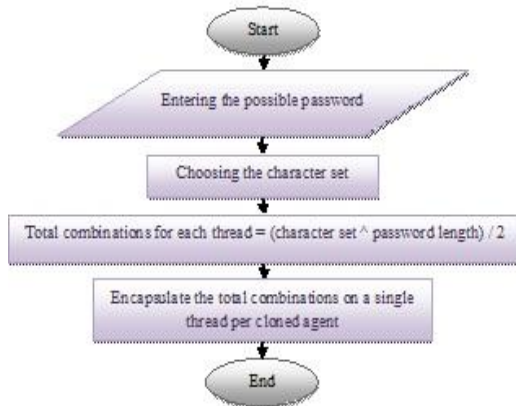 Start
Entering the possible password
Choosing the character set
Total combinations for each thread = (character set ^ password length) / 2
Encapsulate the total combinations on a single
thread per cloned agent
End